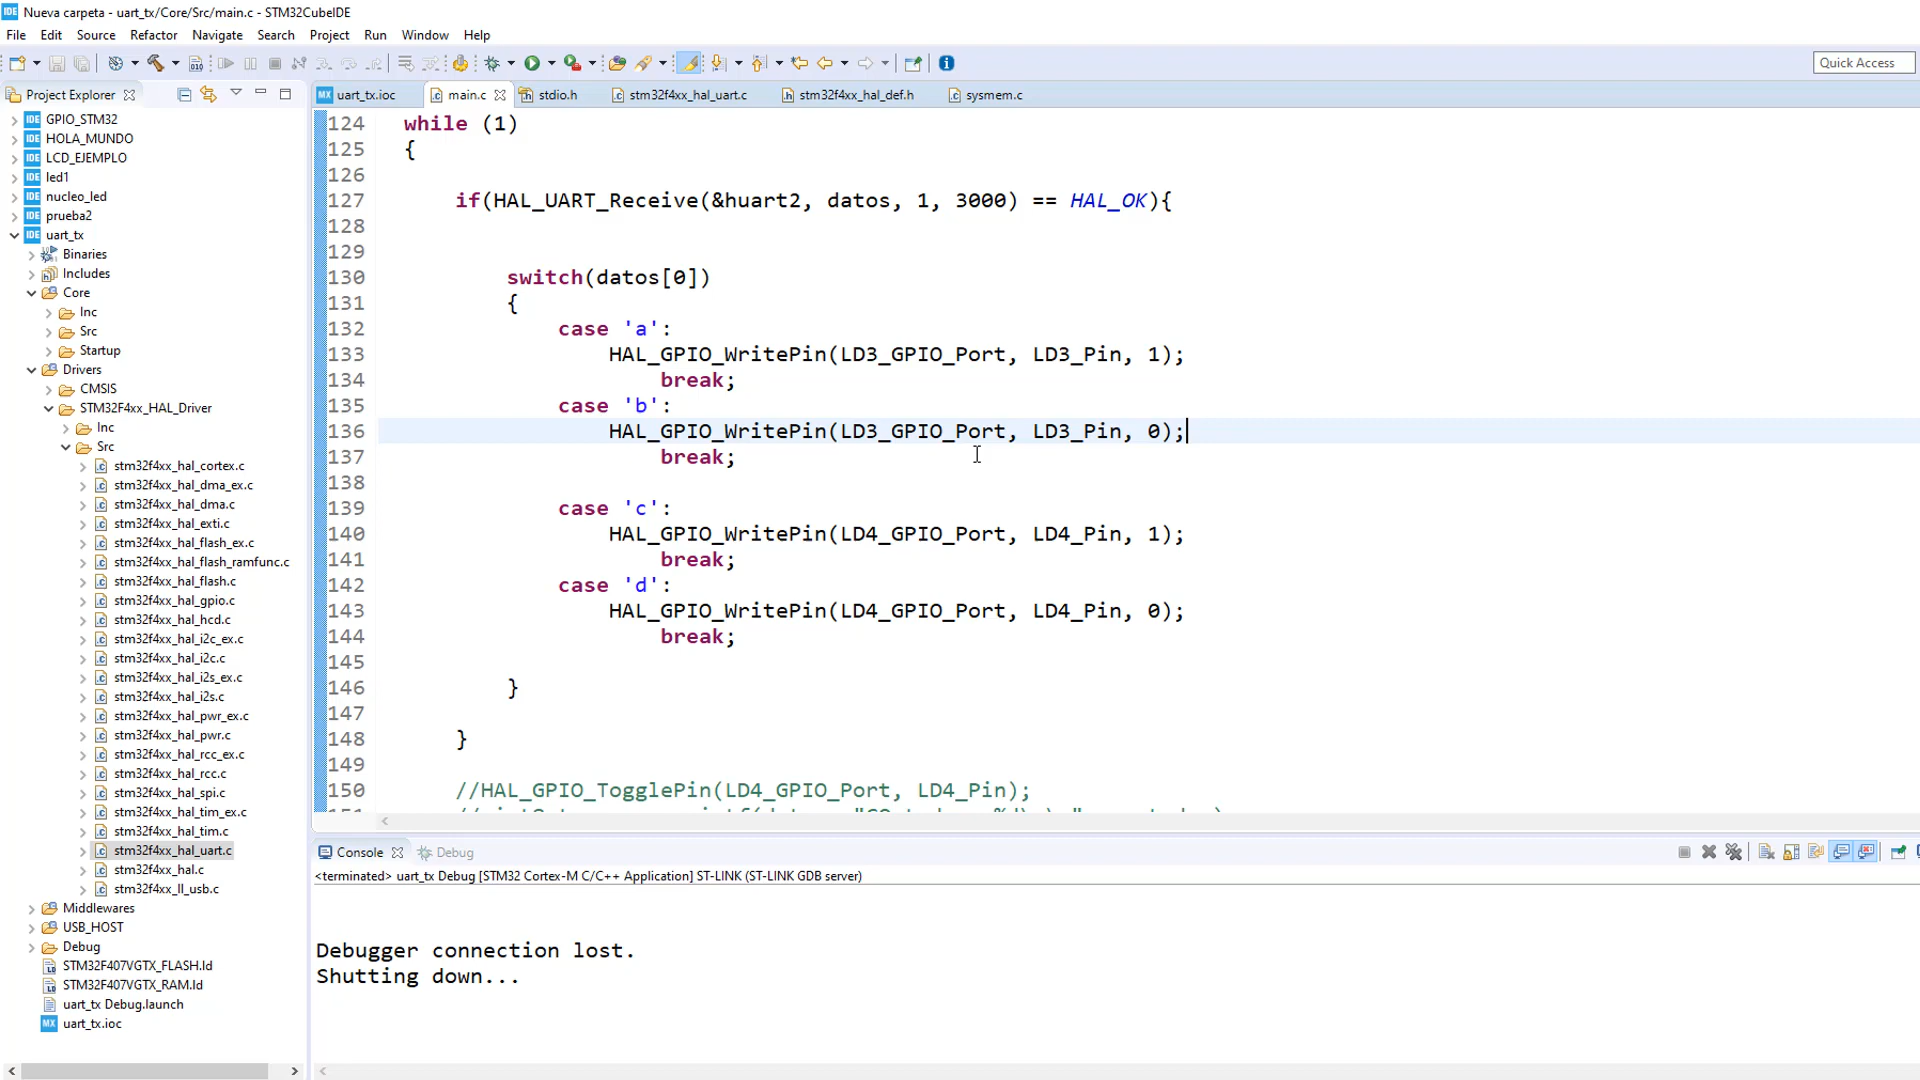 Nueva carpeta - uart_tx/Core/Src/main.c - STM32CubeIDE
File Edit Source Refactor Navigate Search Project Run Window Help
Quick Access
Project Explorer
GPIO_STM32
HOLA_MUNDO
LCD_EJEMPLO
led1
nucleo_led
prueba2
uart_tx
Binaries
Includes
Core
Inc
Src
Startup
Drivers
CMSIS
STM32F4xx_HAL_Driver
Inc
Src
stm32f4xx_hal_cortex.c
stm32f4xx_hal_dma_ex.c
stm32f4xx_hal_dma.c
stm32f4xx_hal_exti.c
stm32f4xx_hal_flash_ex.c
stm32f4xx_hal_flash_ramfunc.c
stm32f4xx_hal_flash.c
stm32f4xx_hal_gpio.c
stm32f4xx_hal_hcd.c
stm32f4xx_hal_i2c_ex.c
stm32f4xx_hal_i2c.c
stm32f4xx_hal_i2s_ex.c
stm32f4xx_hal_i2s.c
stm32f4xx_hal_pwr_ex.c
stm32f4xx_hal_pwr.c
stm32f4xx_hal_rcc_ex.c
stm32f4xx_hal_rcc.c
stm32f4xx_hal_spi.c
stm32f4xx_hal_tim_ex.c
stm32f4xx_hal_tim.c
stm32f4xx_hal_uart.c
stm32f4xx_hal.c
stm32f4xx_ll_usb.c
Middlewares
USB_HOST
Debug
STM32F407VGTX_FLASH.ld
STM32F407VGTX_RAM.ld
uart_tx Debug.launch
uart_tx.ioc
uart_tx.ioc main.c stdio.h stm32f4xx_hal_uart.c stm32f4xx_hal_def.h sysmem.c
124 while (1)
125 {
126
127 if(HAL_UART_Receive(&huart2, datos, 1, 3000) == HAL_OK){
128
129
130 switch(datos[0])
131 {
132 case 'a':
133 HAL_GPIO_WritePin(LD3_GPIO_Port, LD3_Pin, 1);
134 break;
135 case 'b':
136 HAL_GPIO_WritePin(LD3_GPIO_Port, LD3_Pin, 0);
137 break;
138
139 case 'c':
140 HAL_GPIO_WritePin(LD4_GPIO_Port, LD4_Pin, 1);
141 break;
142 case 'd':
143 HAL_GPIO_WritePin(LD4_GPIO_Port, LD4_Pin, 0);
144 break;
145
146 }
147
148 }
149
150 //HAL_GPIO_TogglePin(LD4_GPIO_Port, LD4_Pin);
Console Debug
<terminated> uart_tx Debug [STM32 Cortex-M C/C++ Application] ST-LINK (ST-LINK GDB server)
Debugger connection lost.
Shutting down...